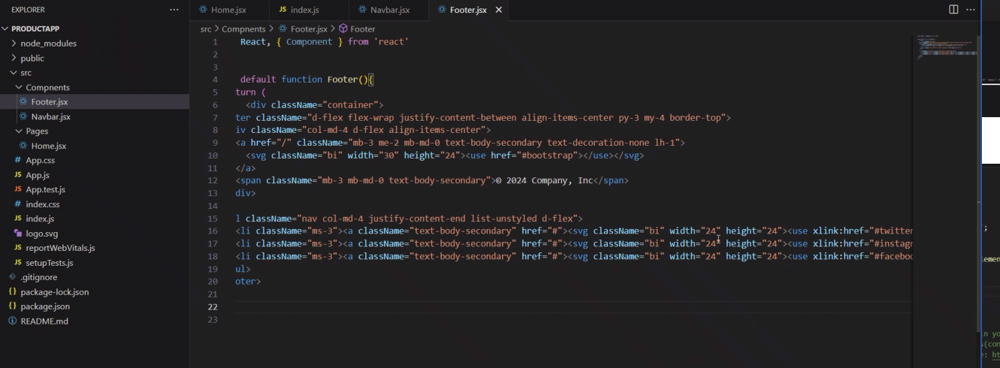 EXPLORER
PRODUCTAPP
node_modules
public
src
Compnents
Footer.jsx
Navbar.jsx
Pages
Home.jsx
App.css
App.js
App.test.js
index.css
index.js
logo.svg
reportWebVitals.js
setupTests.js
.gitignore
package-lock.json
package.json
README.md
Home.jsx JS index.js Navbar.jsx Footer.jsx
src > Compnents > Footer.jsx > Footer
1 React, { Component } from 'react'
2
3
4 default function Footer(){
5 turn (
6 <div className="container">
7 ter className="d-flex flex-wrap justify-content-between align-items-center py-3 my-4 border-top">
8 iv className="col-md-4 d-flex align-items-center">
9 <a href="/" className="mb-3 me-2 mb-md-0 text-body-secondary text-decoration-none lh-1">
10 <svg className="bi" width="30" height="24"><use href="#bootstrap"></use></svg>
11 </a>
12 <span className="mb-3 mb-md-0 text-body-secondary">© 2024 Company, Inc</span>
13 div>
14
15 l className="nav col-md-4 justify-content-end list-unstyled d-flex">
16 <li className="ms-3"><a className="text-body-secondary" href="#"><svg className="bi" width="24" height="24"><use xlink:href="#twitter
17 <li className="ms-3"><a className="text-body-secondary" href="#"><svg className="bi" width="24" height="24"><use xlink:href="#instag
18 <li className="ms-3"><a className="text-body-secondary" href="#"><svg className="bi" width="24" height="24"><use xlink:href="#facebo
19 ul>
20 oter>
21
22
23